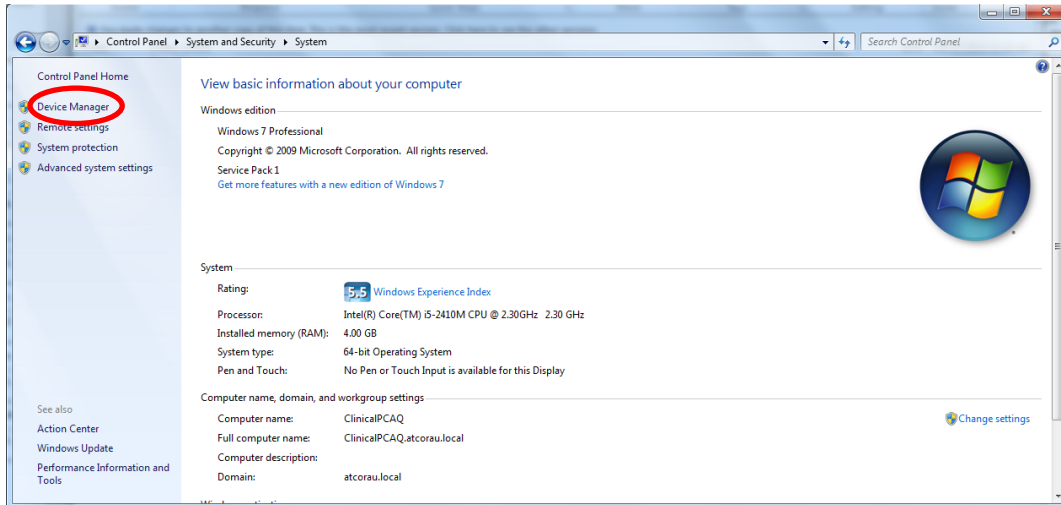 Control Panel ▸ System and Security ▸ System
Search Control Panel
Control Panel Home
Device Manager
Remote settings
System protection
Advanced system settings
See also
Action Center
Windows Update
Performance Information and
Tools
View basic information about your computer
Windows edition
Windows 7 Professional
Copyright © 2009 Microsoft Corporation. All rights reserved.
Service Pack 1
Get more features with a new edition of Windows 7
System
Rating: 5,5 Windows Experience Index
Processor: Intel(R) Core(TM) i5-2410M CPU @ 2.30GHz 2.30 GHz
Installed memory (RAM): 4.00 GB
System type: 64-bit Operating System
Pen and Touch: No Pen or Touch Input is available for this Display
Computer name, domain, and workgroup settings
Computer name: ClinicalPCAQ
Change settings
Full computer name: ClinicalPCAQ.atcorau.local
Computer description:
Domain: atcorau.local